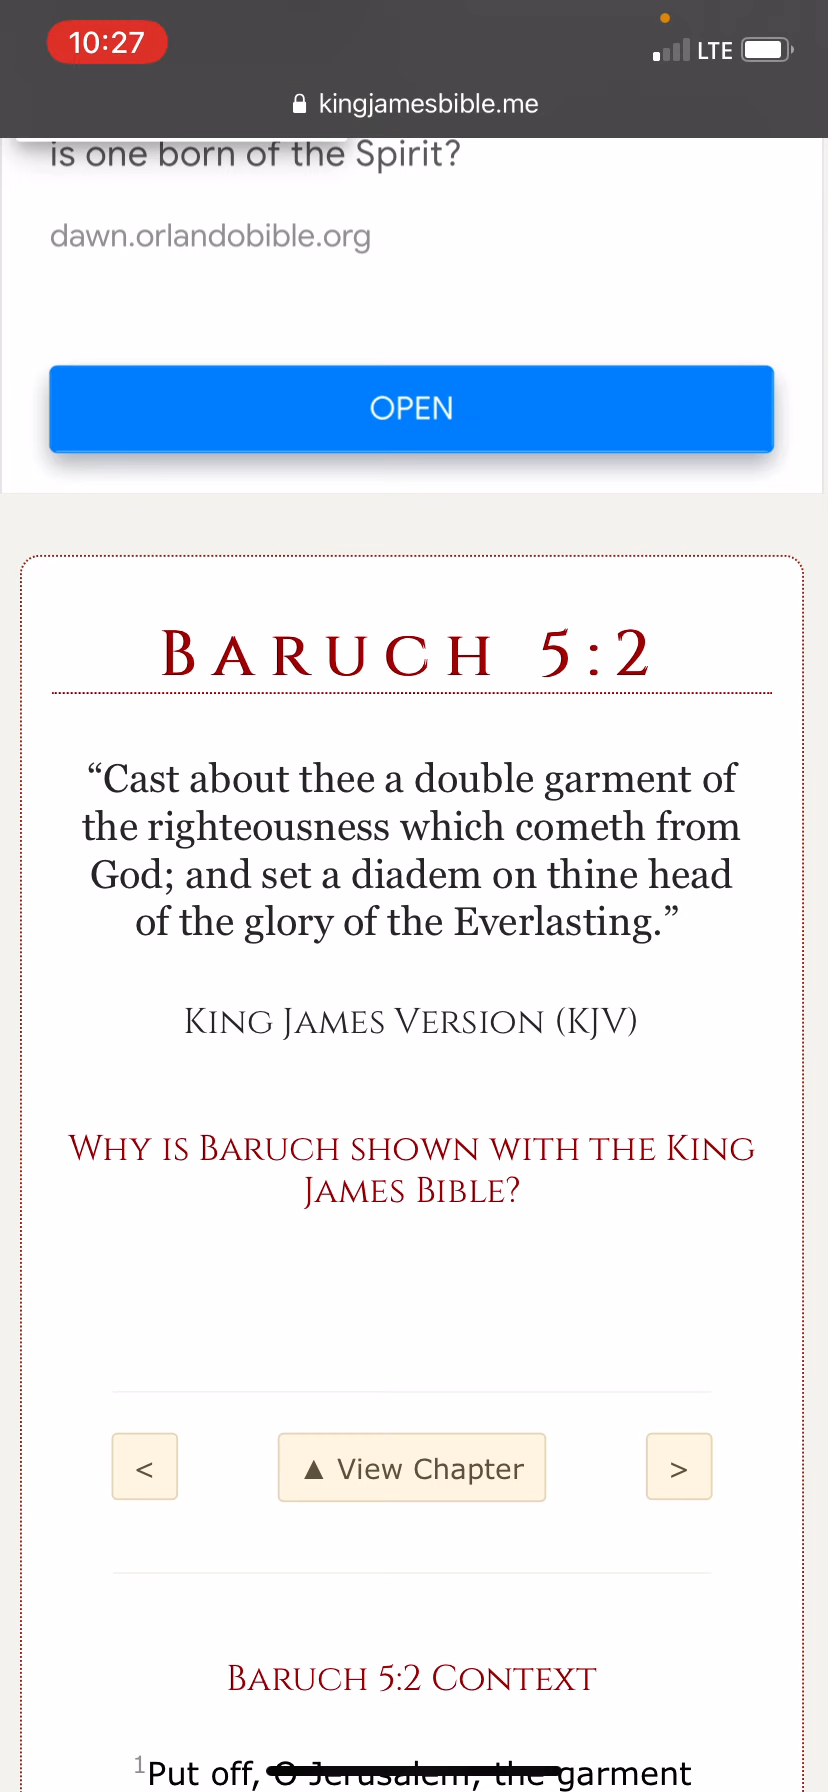 10:27
LTE
kingjamesbible.me
is one born of the Spirit?
dawn.orlandobible.org
OPEN
BARUCH 5:2
“Cast about thee a double garment of
the righteousness which cometh from
God; and set a diadem on thine head
of the glory of the Everlasting.”
KING JAMES VERSION (KJV)
WHY IS BARUCH SHOWN WITH THE KING
JAMES BIBLE?
<
▲ View Chapter
>
BARUCH 5:2 CONTEXT
1Put off, O Jerusalem, the garment